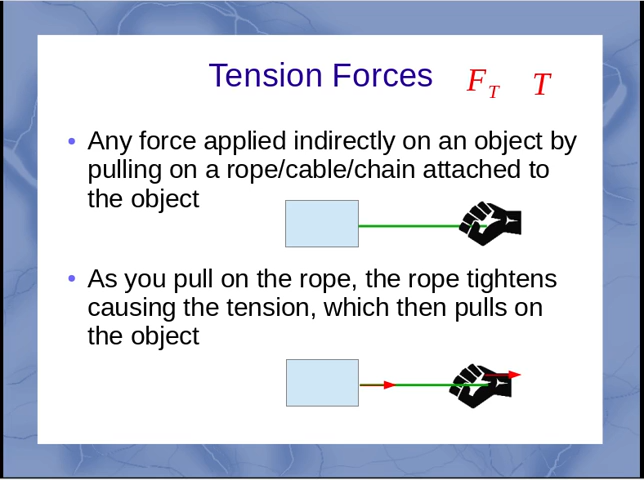 Tension Forces F_T T
• Any force applied indirectly on an object by
pulling on a rope/cable/chain attached to
the object
• As you pull on the rope, the rope tightens
causing the tension, which then pulls on
the object